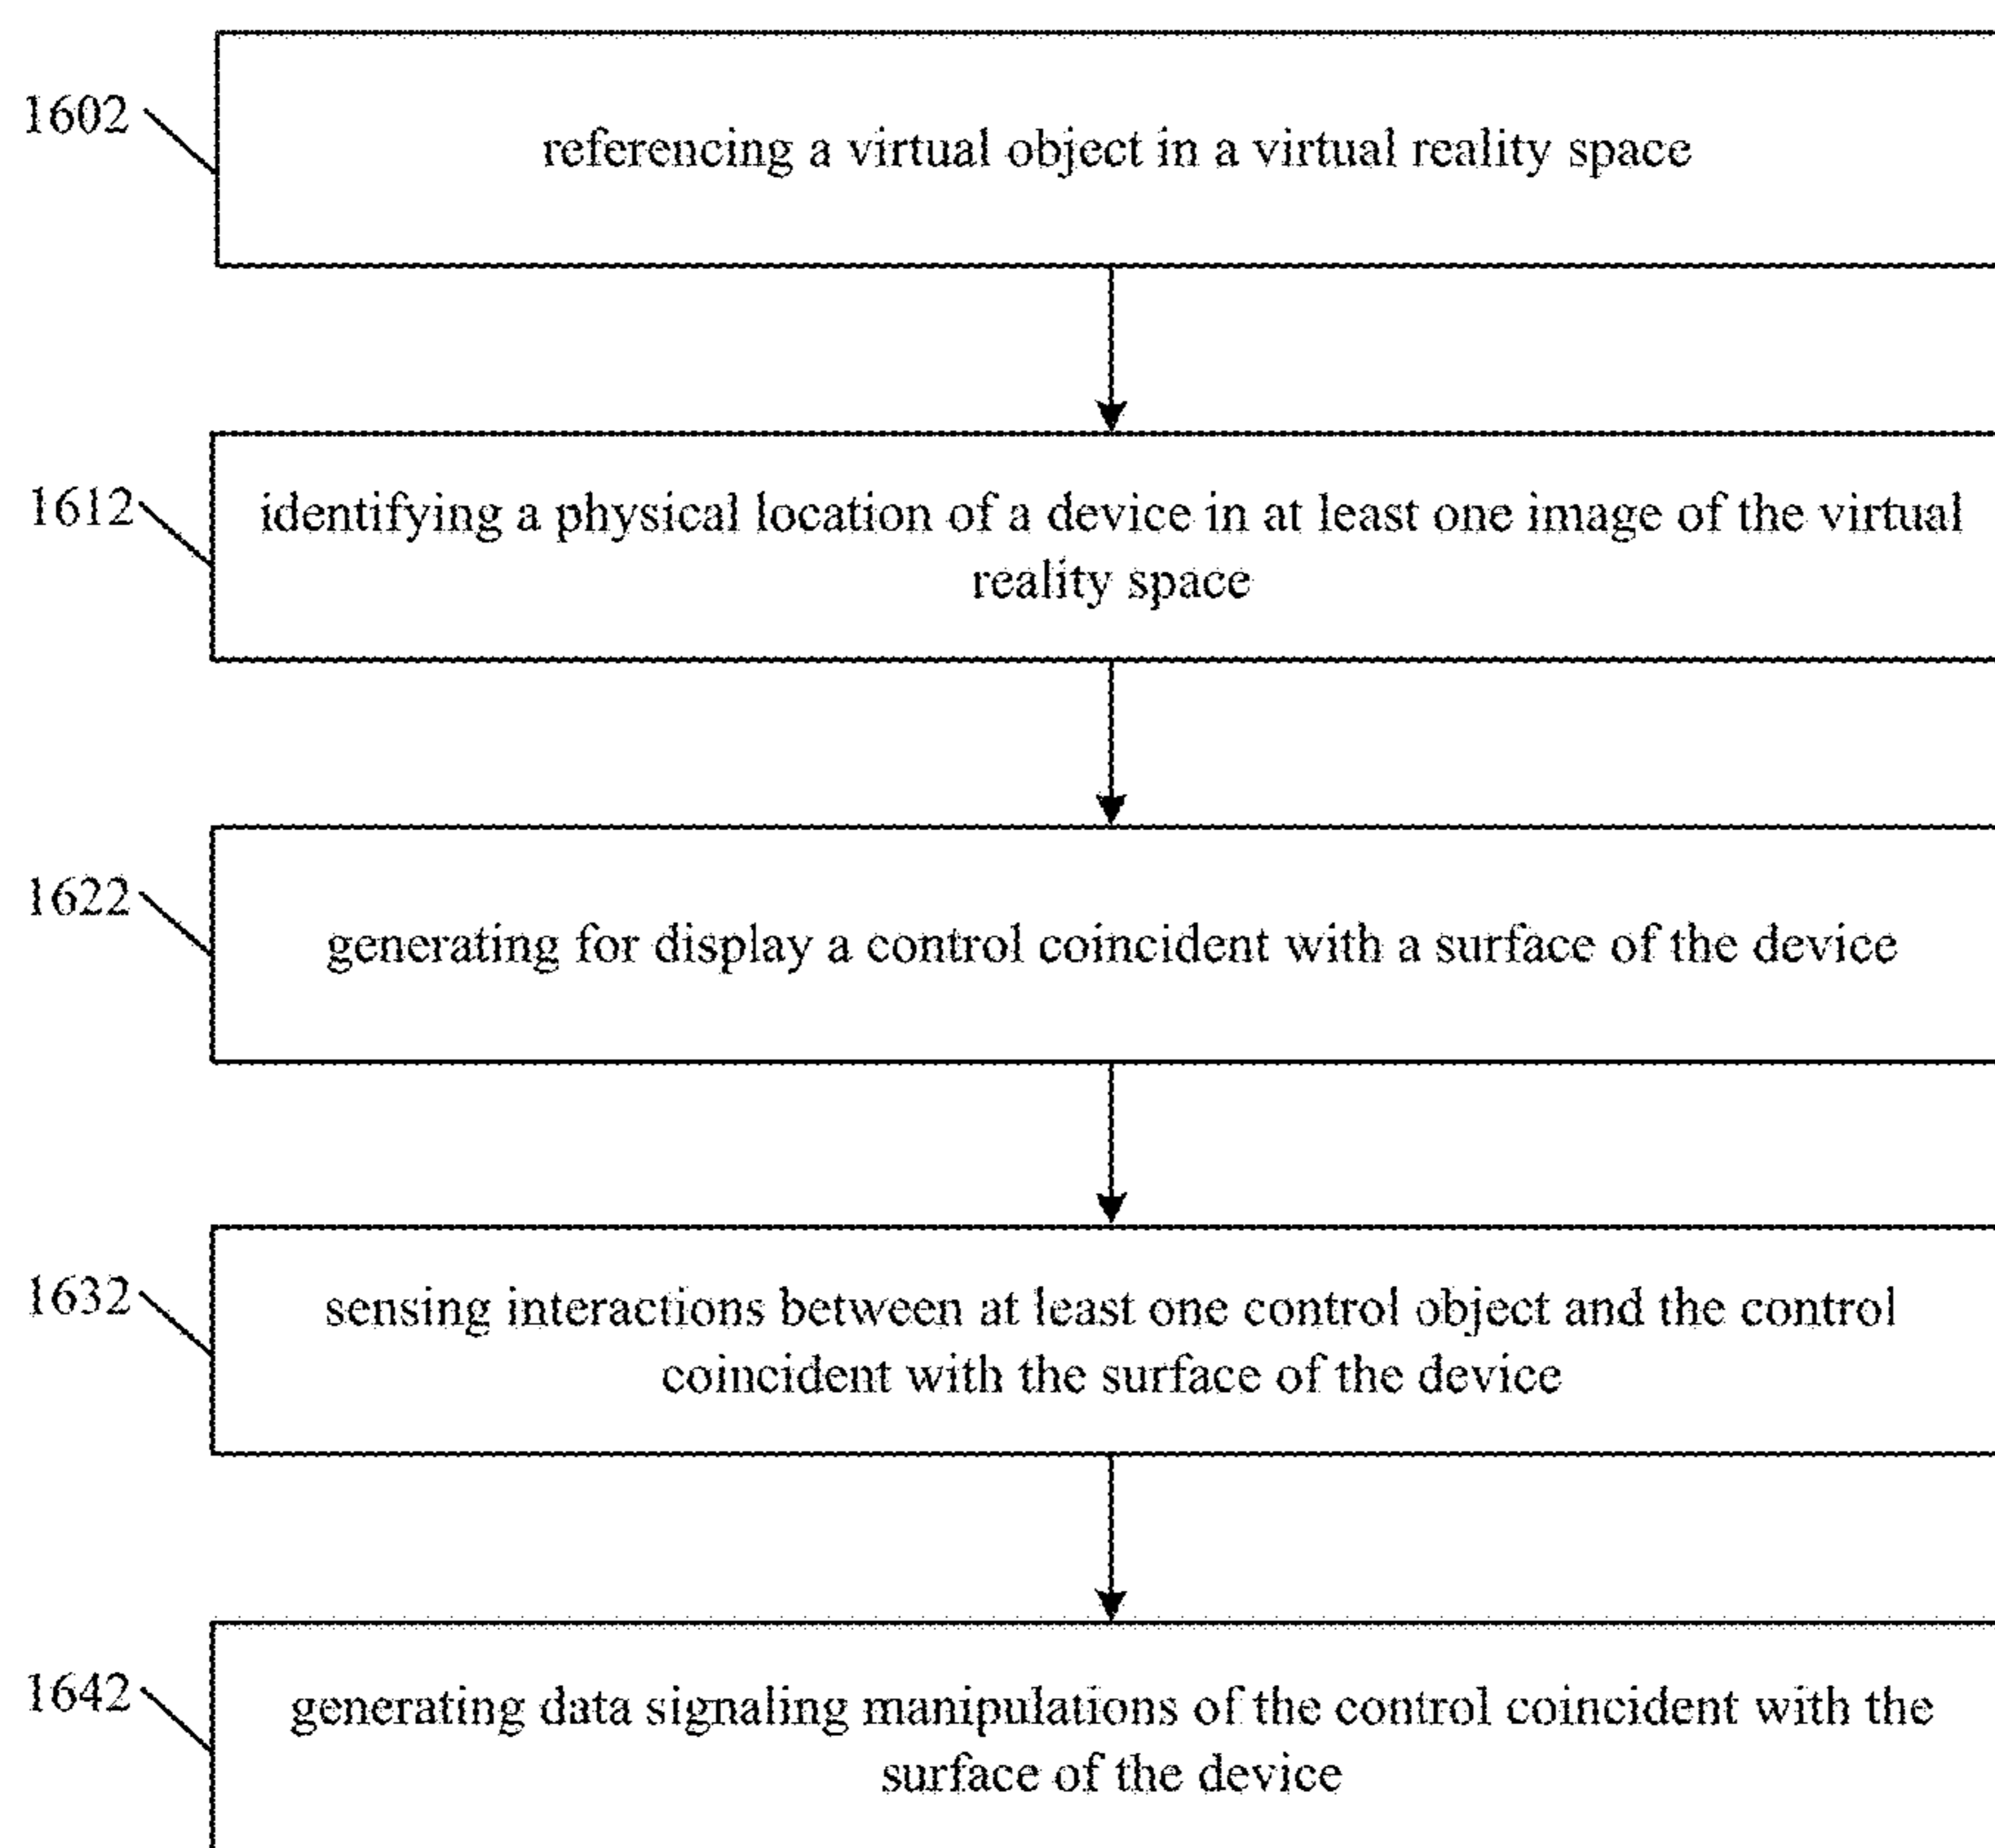 1602
referencing a virtual object in a virtual reality space
1612
identifying a physical location of a device in at least one image of the virtual
reality space
1622
generating for display a control coincident with a surface of the device
1632
sensing interactions between at least one control object and the control
coincident with the surface of the device
1642
generating data signaling manipulations of the control coincident with the
surface of the device